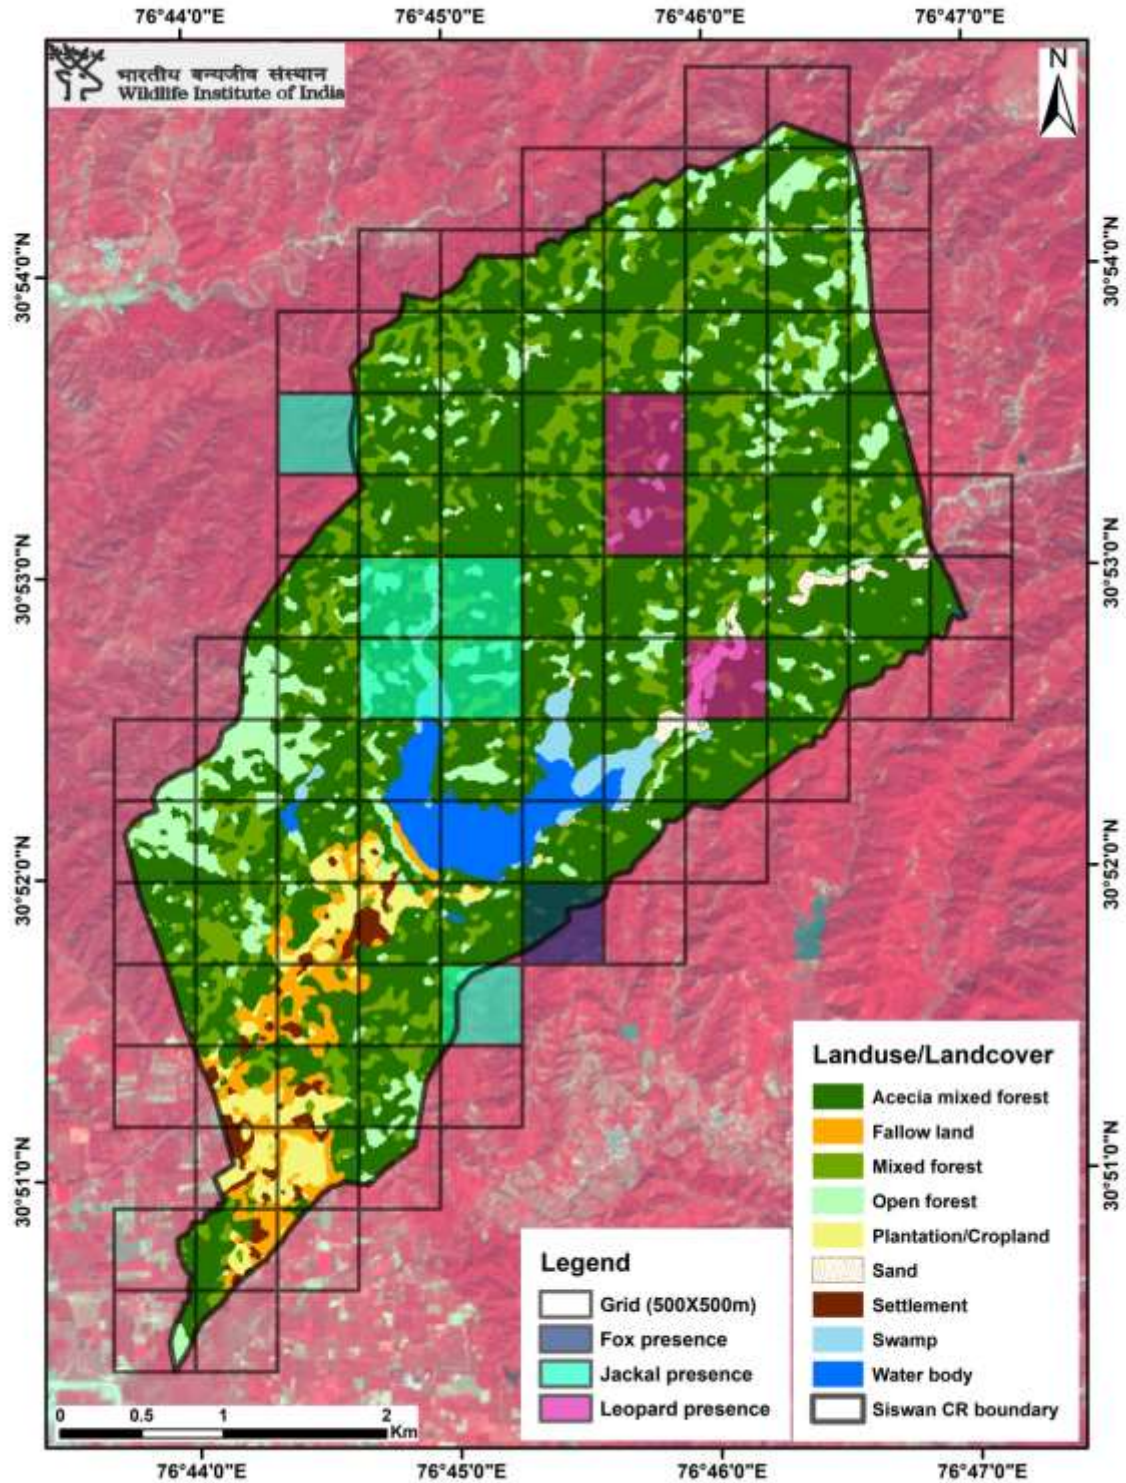 76°44'0"E 76°45'0"E 76°46'0"E 76°47'0"E
भारतीय वन्यजीव संस्थान
Wildlife Institute of India
N
30°54'0"N
30°54'0"N
30°53'0"N
30°53'0"N
30°52'0"N
30°52'0"N
30°51'0"N
30°51'0"N
Landuse/Landcover
Acecia mixed forest
Fallow land
Mixed forest
Open forest
Plantation/Cropland
Sand
Settlement
Swamp
Water body
Siswan CR boundary
Legend
Grid (500X500m)
Fox presence
Jackal presence
Leopard presence
0 0.5 1 2
Km
76°44'0"E 76°45'0"E 76°46'0"E 76°47'0"E